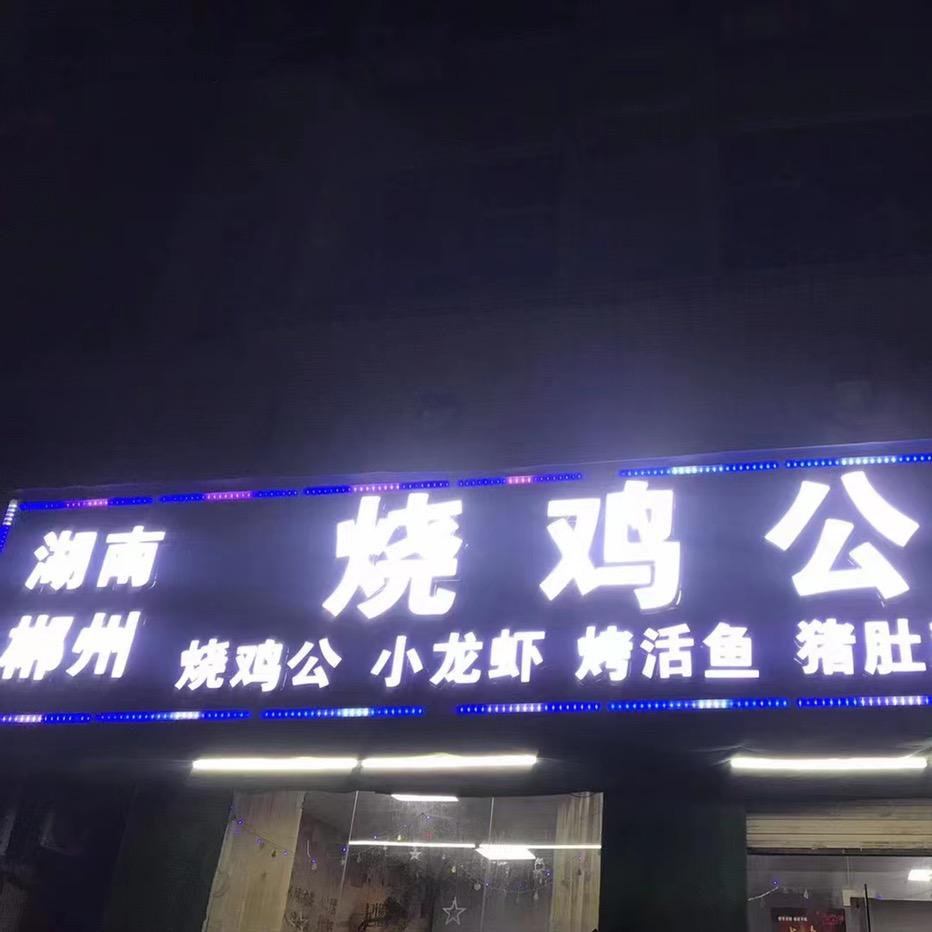 湖南
郴州
烧鸡公
烧鸡公 小龙虾 烤活鱼 猪肚